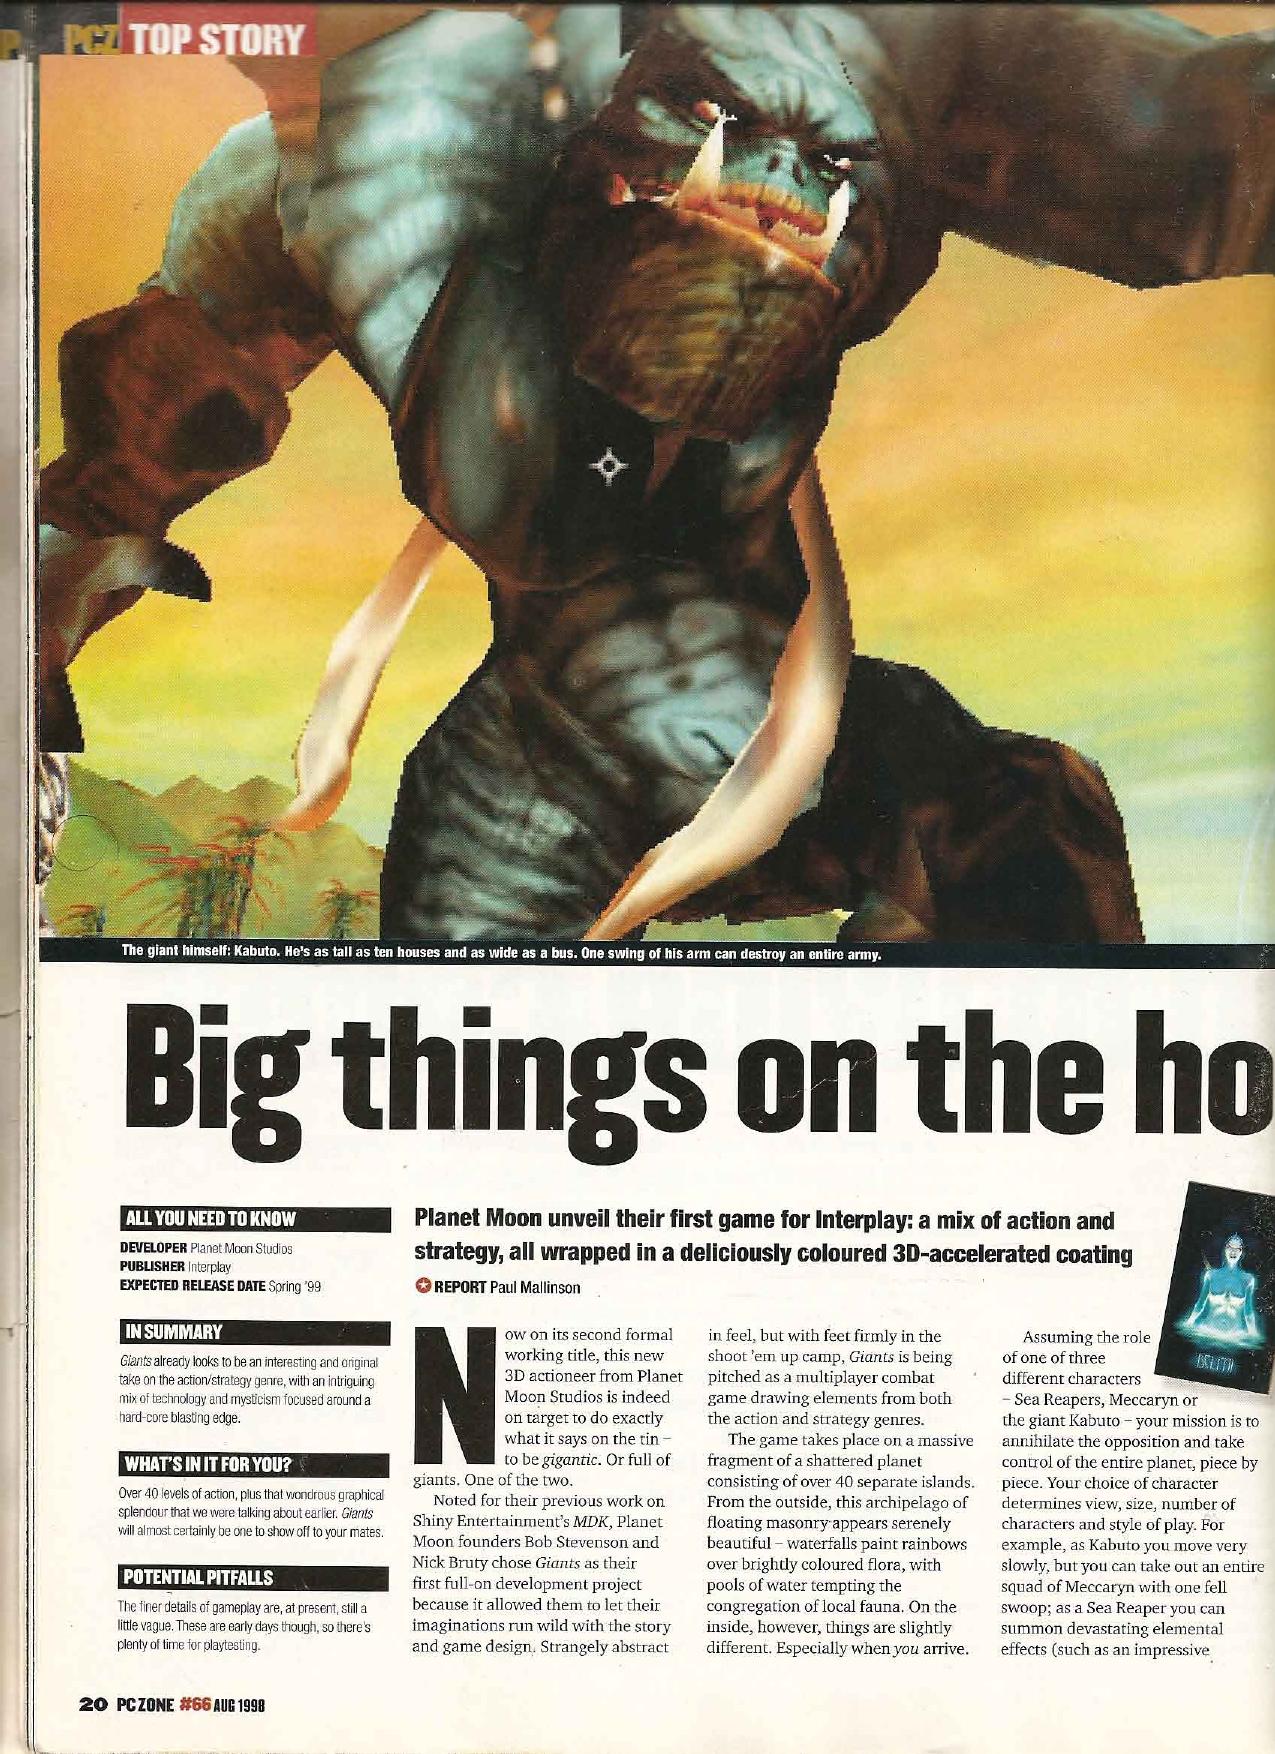 PCZ TOP STORY
The giant himself: Kabuto. He's as tall as ten houses and as wide as a bus. One swing of his arm can destroy an entire army.
Big things on the ho
ALL YOU NEED TO KNOW
DEVELOPER Planet Moon Studios
PUBLISHER Interplay
EXPECTED RELEASE DATE Spring '99
IN SUMMARY
Giants already looks to be an interesting and original
take on the action/strategy genre, with an intriguing
mix of technology and mysticism focused around a
hard-core blasting edge.
WHAT'S IN IT FOR YOU?
Over 40 levels of action, plus that wondrous graphical
splendour that we were talking about earlier. Giants
will almost certainly be one to show off to your mates.
POTENTIAL PITFALLS
The finer details of gameplay are, at present, still a
little vague. These are early days though, so there's
plenty of time for playtesting.
Planet Moon unveil their first game for Interplay: a mix of action and
strategy, all wrapped in a deliciously coloured 3D-accelerated coating
REPORT Paul Mallinson
Now on its second formal
working title, this new
3D actioneer from Planet
Moon Studios is indeed
on target to do exactly
what it says on the tin –
to be gigantic. Or full of
giants. One of the two.
Noted for their previous work on
Shiny Entertainment's MDK, Planet
Moon founders Bob Stevenson and
Nick Bruty chose Giants as their
first full-on development project
because it allowed them to let their
imaginations run wild with the story
and game design. Strangely abstract
in feel, but with feet firmly in the
shoot 'em up camp, Giants is being
pitched as a multiplayer combat
game drawing elements from both
the action and strategy genres.
The game takes place on a massive
fragment of a shattered planet
consisting of over 40 separate islands.
From the outside, this archipelago of
floating masonry appears serenely
beautiful – waterfalls paint rainbows
over brightly coloured flora, with
pools of water tempting the
congregation of local fauna. On the
inside, however, things are slightly
different. Especially when you arrive.
Assuming the role
of one of three
different characters
– Sea Reapers, Meccaryn or
the giant Kabuto – your mission is to
annihilate the opposition and take
control of the entire planet, piece by
piece. Your choice of character
determines view, size, number of
characters and style of play. For
example, as Kabuto you move very
slowly, but you can take out an entire
squad of Meccaryn with one fell
swoop; as a Sea Reaper you can
summon devastating elemental
effects (such as an impressive
20 PC ZONE #66 AUG 1998